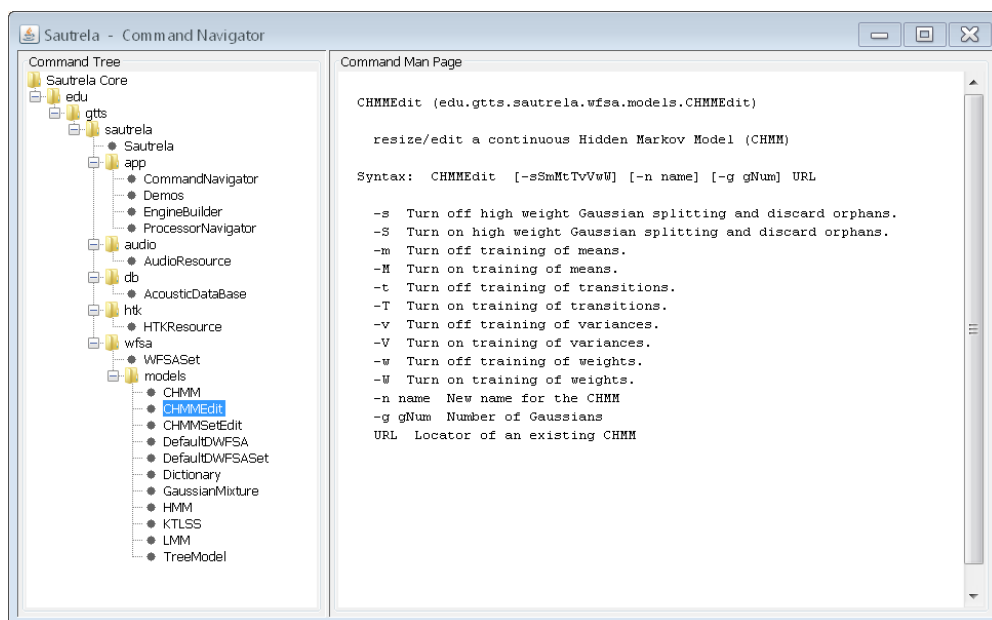 Sautrela - Command Navigator
Command Tree
Sautrela Core
edu
gtts
sautrela
Sautrela
app
CommandNavigator
Demos
EngineBuilder
ProcessorNavigator
audio
AudioResource
db
AcousticDataBase
htk
HTKResource
wfsa
WFSASet
models
CHMM
CHMMEdit
CHMMSetEdit
DefaultDWFSA
DefaultDWFSASet
Dictionary
GaussianMixture
HMM
KTLSS
LMM
TreeModel
Command Man Page
CHMMEdit (edu.gtts.sautrela.wfsa.models.CHMMEdit)
resize/edit a continuous Hidden Markov Model (CHMM)
Syntax: CHMMEdit [-sSmMtTvVwW] [-n name] [-g gNum] URL
-s Turn off high weight Gaussian splitting and discard orphans.
-S Turn on high weight Gaussian splitting and discard orphans.
-m Turn off training of means.
-M Turn on training of means.
-t Turn off training of transitions.
-T Turn on training of transitions.
-v Turn off training of variances.
-V Turn on training of variances.
-w Turn off training of weights.
-W Turn on training of weights.
-n name New name for the CHMM
-g gNum Number of Gaussians
URL Locator of an existing CHMM